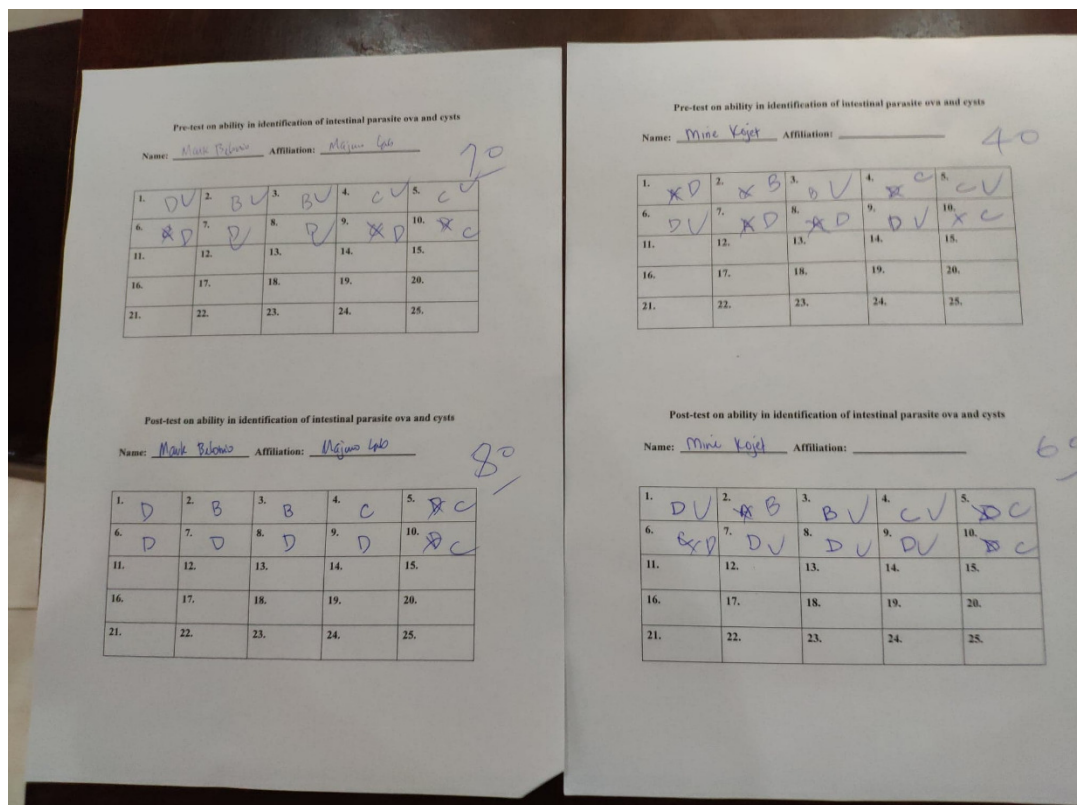 Pre-test on ability in identification of intestinal parasite ova and cysts
Name: Mark Belowo Affiliation: Majuwo Lab
70
1. D 2. B 3. B 4. C 5. C
6. D 7. D 8. D 9. D 10. C
11. 12. 13. 14. 15.
16. 17. 18. 19. 20.
21. 22. 23. 24. 25.
Post-test on ability in identification of intestinal parasite ova and cysts
Name: Mark Affiliation: Lab
80
1. D 2. B 3. B 4. C 5. C
6. D 7. D 8. D 9. D 10. C
11. 12. 13. 14. 15.
16. 17. 18. 19. 20.
21. 22. 23. 24. 25.
Pre-test on ability in identification of intestinal parasite ova and cysts
Name: Mine Kojet Affiliation:
40
1. D 2. B 3. B 4. C 5. C
6. D 7. D 8. D 9. D 10. C
11. 12. 13. 14. 15.
16. 17. 18. 19. 20.
21. 22. 23. 24. 25.
Post-test on ability in identification of intestinal parasite ova and cysts
Name: Mine Kojet Affiliation:
1. D 2. B 3. B 4. C 5. C
6. D 7. D 8. D 9. D 10. C
11. 12. 13. 14. 15.
16. 17. 18. 19. 20.
21. 22. 23. 24. 25.